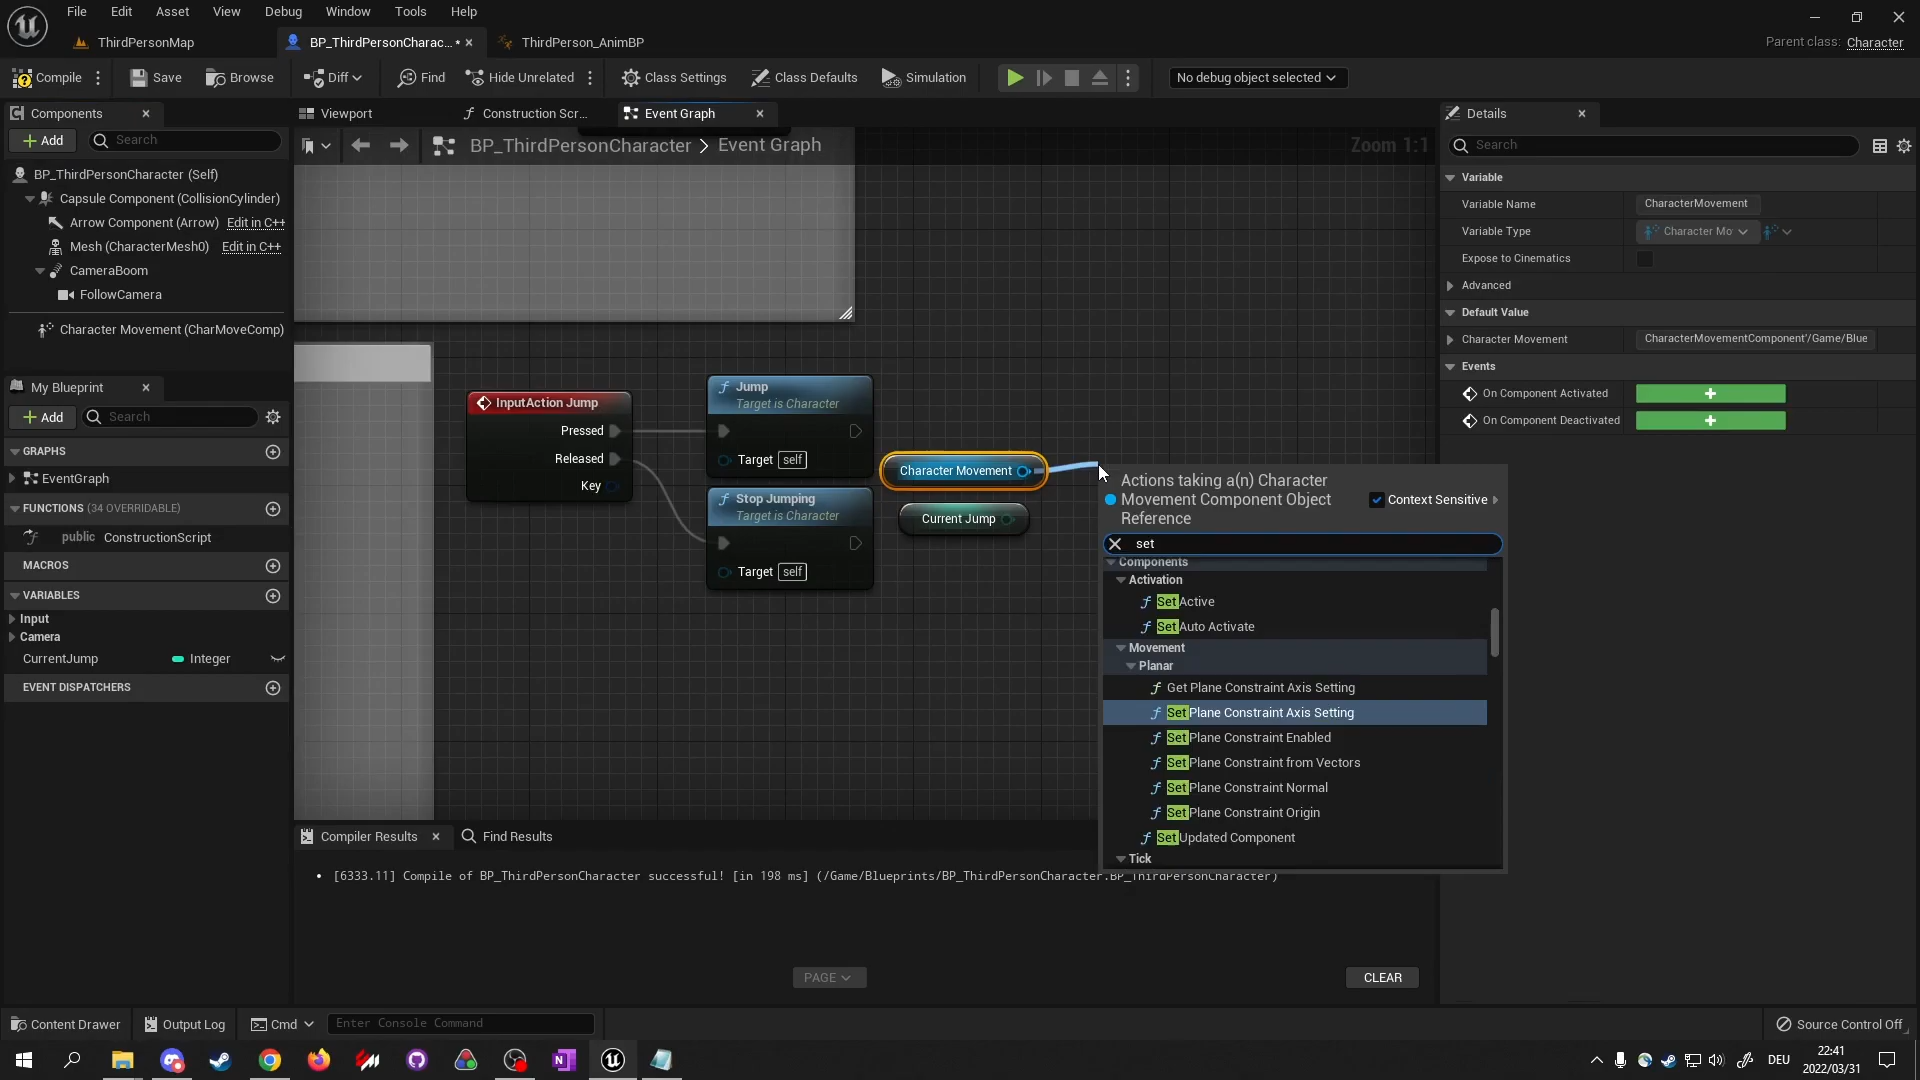 File Edit Asset View Debug Window Tools Help
ThirdPersonMap BP_ThirdPersonCharac... * ThirdPerson_AnimBP
Parent class: Character
Compile Save Browse Diff Find Hide Unrelated Class Settings Class Defaults Simulation No debug object selected
Components Viewport Construction Scr... Event Graph Details
Add Search BP_ThirdPersonCharacter > Event Graph Zoom 1:1 Search
BP_ThirdPersonCharacter (Self)
Capsule Component (CollisionCylinder)
Arrow Component (Arrow) Edit in C++
Mesh (CharacterMesh0) Edit in C++
CameraBoom
FollowCamera
Character Movement (CharMoveComp)
My Blueprint
Add Search
GRAPHS
EventGraph
FUNCTIONS (34 OVERRIDABLE)
public ConstructionScript
MACROS
VARIABLES
Input
Camera
CurrentJump Integer
EVENT DISPATCHERS
InputAction Jump
Pressed
Released
Key
Jump
Target is Character
Target self
Stop Jumping
Target is Character
Target self
Character Movement
Current Jump
Actions taking a(n) Character
Movement Component Object
Reference
Context Sensitive
set
Components
Activation
Set Active
Set Auto Activate
Movement
Planar
Get Plane Constraint Axis Setting
Set Plane Constraint Axis Setting
Set Plane Constraint Enabled
Set Plane Constraint from Vectors
Set Plane Constraint Normal
Set Plane Constraint Origin
Set Updated Component
Tick
Variable
Variable Name CharacterMovement
Variable Type Character Mo
Expose to Cinematics
Advanced
Default Value
Character Movement CharacterMovementComponent'/Game/Blue
Events
On Component Activated
On Component Deactivated
Compiler Results Find Results
• [6333.11] Compile of BP_ThirdPersonCharacter successful! [in 198 ms] (/Game/Blueprints/BP_ThirdPersonCharacter.BP_ThirdPersonCharacter)
PAGE CLEAR
Content Drawer Output Log Cmd Enter Console Command Source Control Off
DEU 22:41
2022/03/31